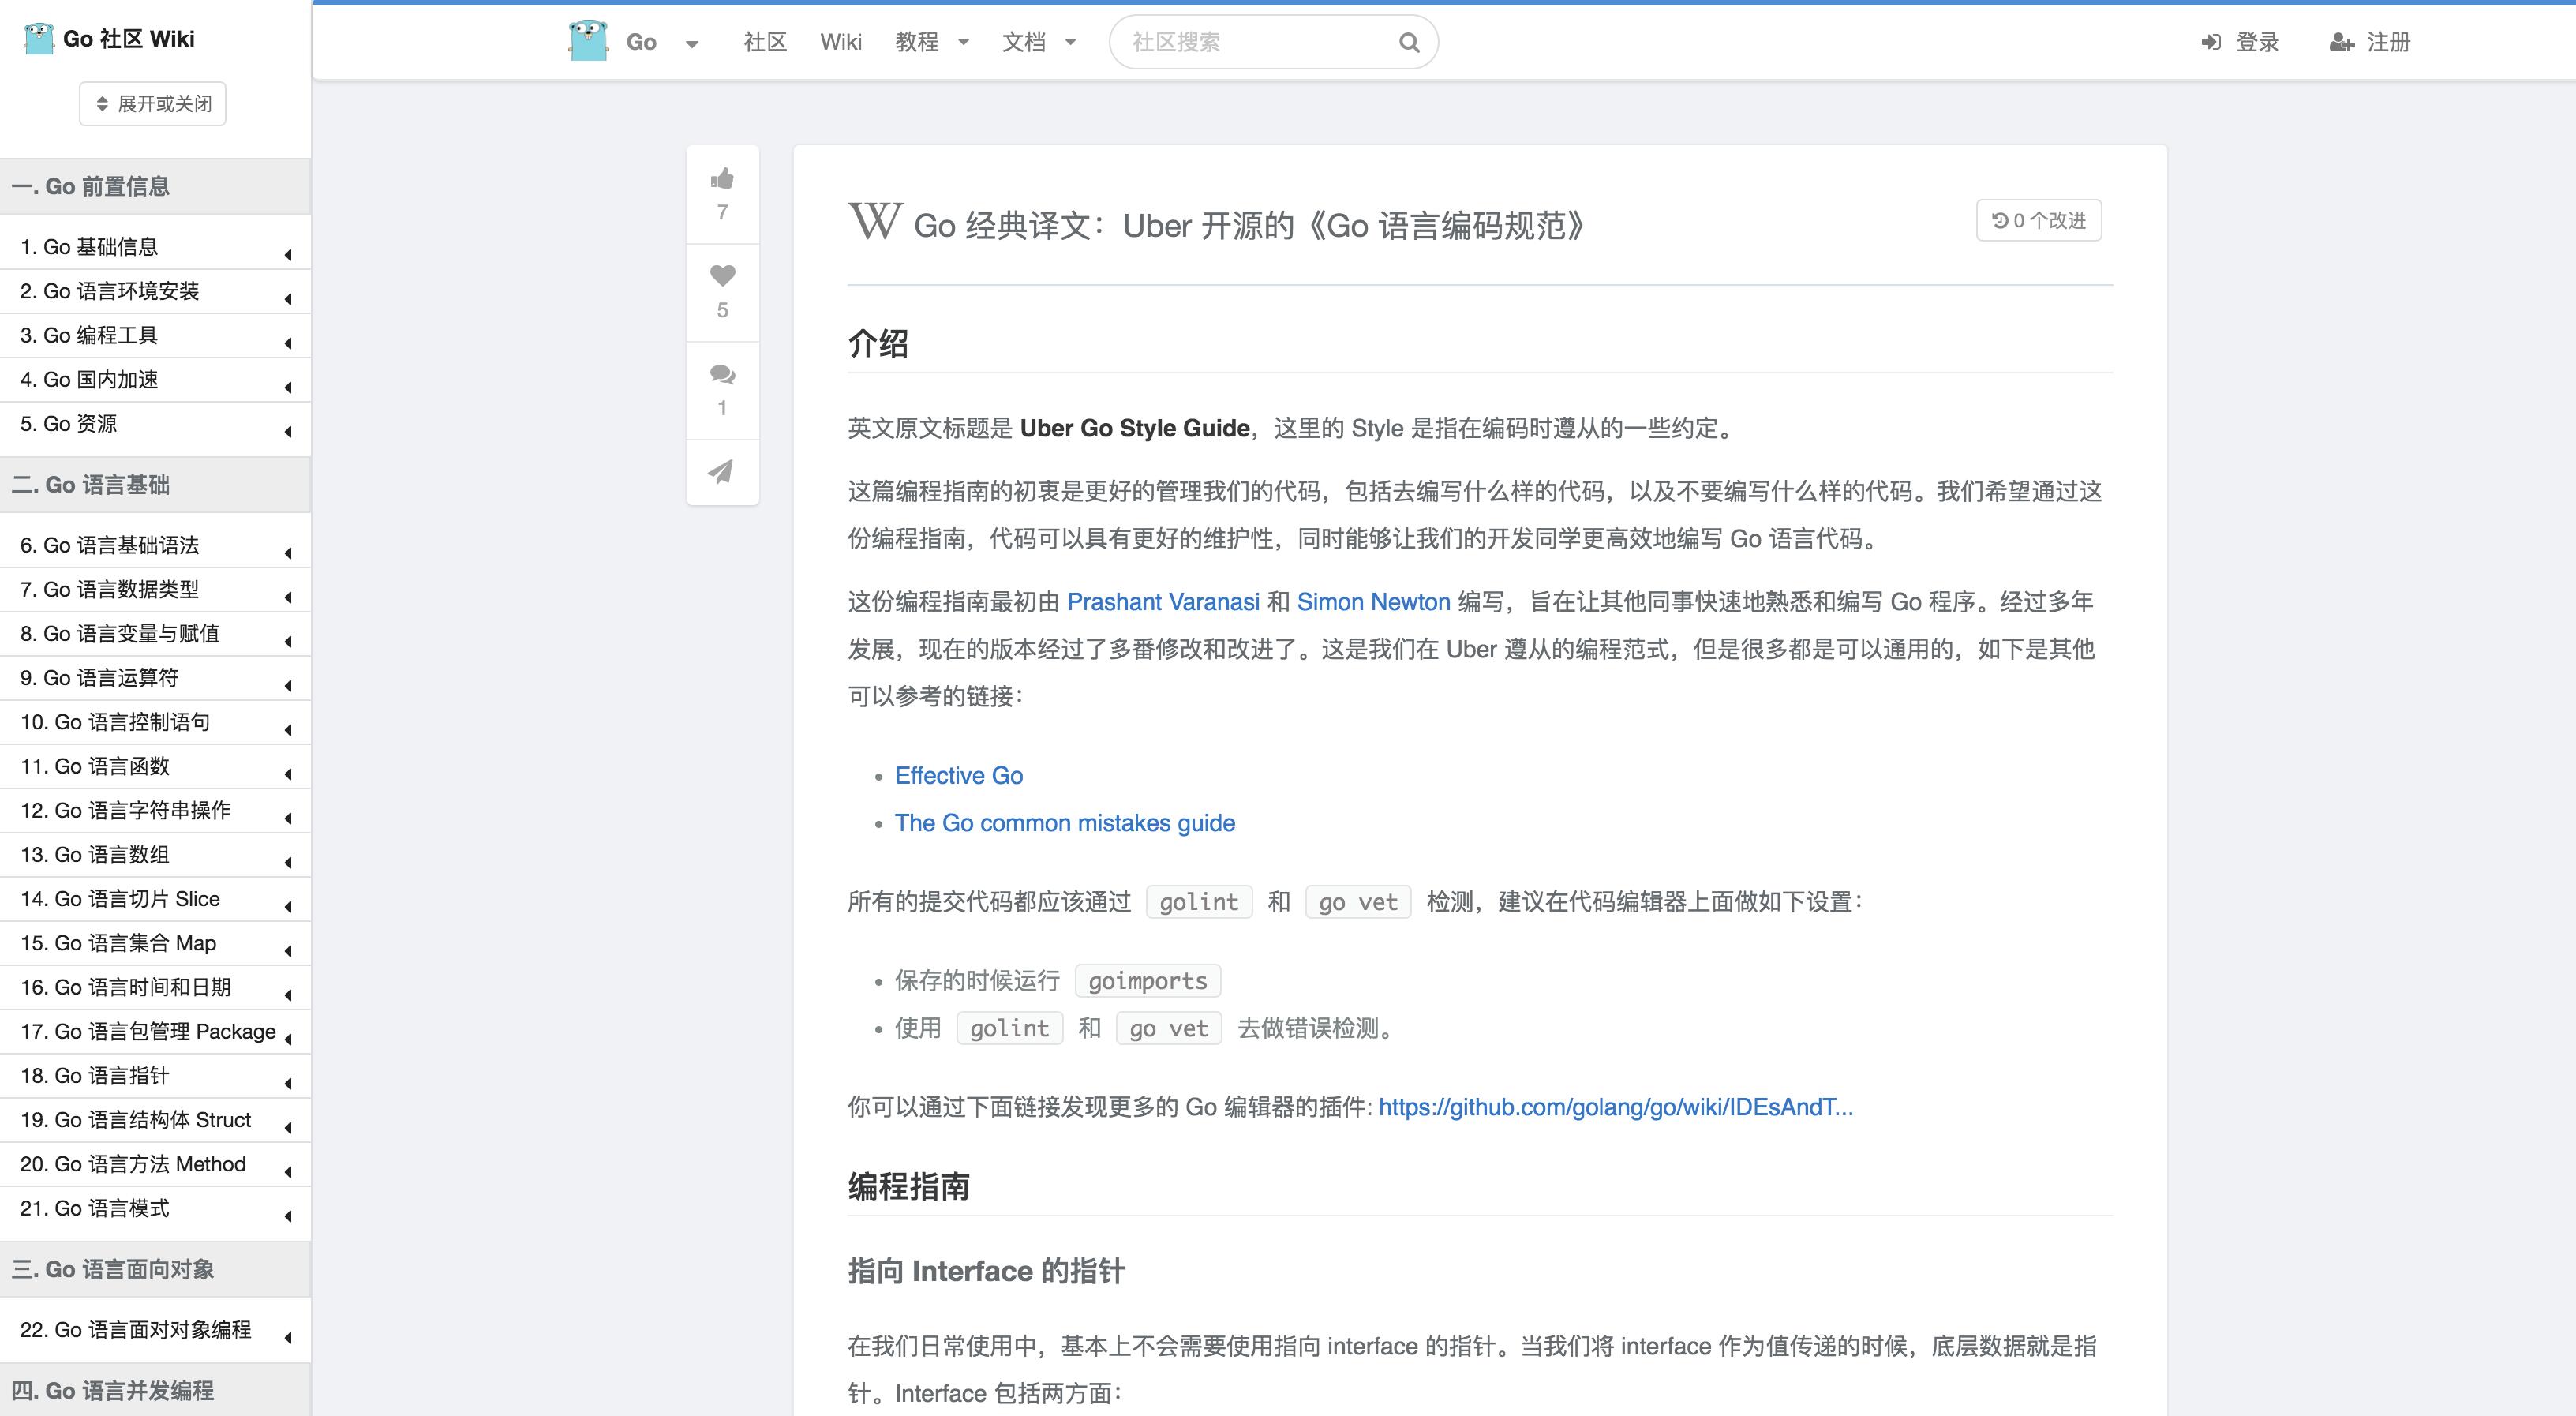 Go 社区 Wiki
展开或关闭
一. Go 前置信息
1. Go 基础信息
2. Go 语言环境安装
3. Go 编程工具
4. Go 国内加速
5. Go 资源
二. Go 语言基础
6. Go 语言基础语法
7. Go 语言数据类型
8. Go 语言变量与赋值
9. Go 语言运算符
10. Go 语言控制语句
11. Go 语言函数
12. Go 语言字符串操作
13. Go 语言数组
14. Go 语言切片 Slice
15. Go 语言集合 Map
16. Go 语言时间和日期
17. Go 语言包管理 Package
18. Go 语言指针
19. Go 语言结构体 Struct
20. Go 语言方法 Method
21. Go 语言模式
三. Go 语言面向对象
22. Go 语言面对对象编程
四. Go 语言并发编程
Go 社区 Wiki 教程 文档 社区搜索 登录 注册
7
5
1
W Go 经典译文：Uber 开源的《Go 语言编码规范》 0 个改进
介绍
英文原文标题是 Uber Go Style Guide，这里的 Style 是指在编码时遵从的一些约定。
这篇编程指南的初衷是更好的管理我们的代码，包括去编写什么样的代码，以及不要编写什么样的代码。我们希望通过这
份编程指南，代码可以具有更好的维护性，同时能够让我们的开发同学更高效地编写 Go 语言代码。
这份编程指南最初由 Prashant Varanasi 和 Simon Newton 编写，旨在让其他同事快速地熟悉和编写 Go 程序。经过多年
发展，现在的版本经过了多番修改和改进了。这是我们在 Uber 遵从的编程范式，但是很多都是可以通用的，如下是其他
可以参考的链接：
• Effective Go
• The Go common mistakes guide
所有的提交代码都应该通过 golint 和 go vet 检测，建议在代码编辑器上面做如下设置：
• 保存的时候运行 goimports
• 使用 golint 和 go vet 去做错误检测。
你可以通过下面链接发现更多的 Go 编辑器的插件: https://github.com/golang/go/wiki/IDEsAndT...
编程指南
指向 Interface 的指针
在我们日常使用中，基本上不会需要使用指向 interface 的指针。当我们将 interface 作为值传递的时候，底层数据就是指
针。Interface 包括两方面：